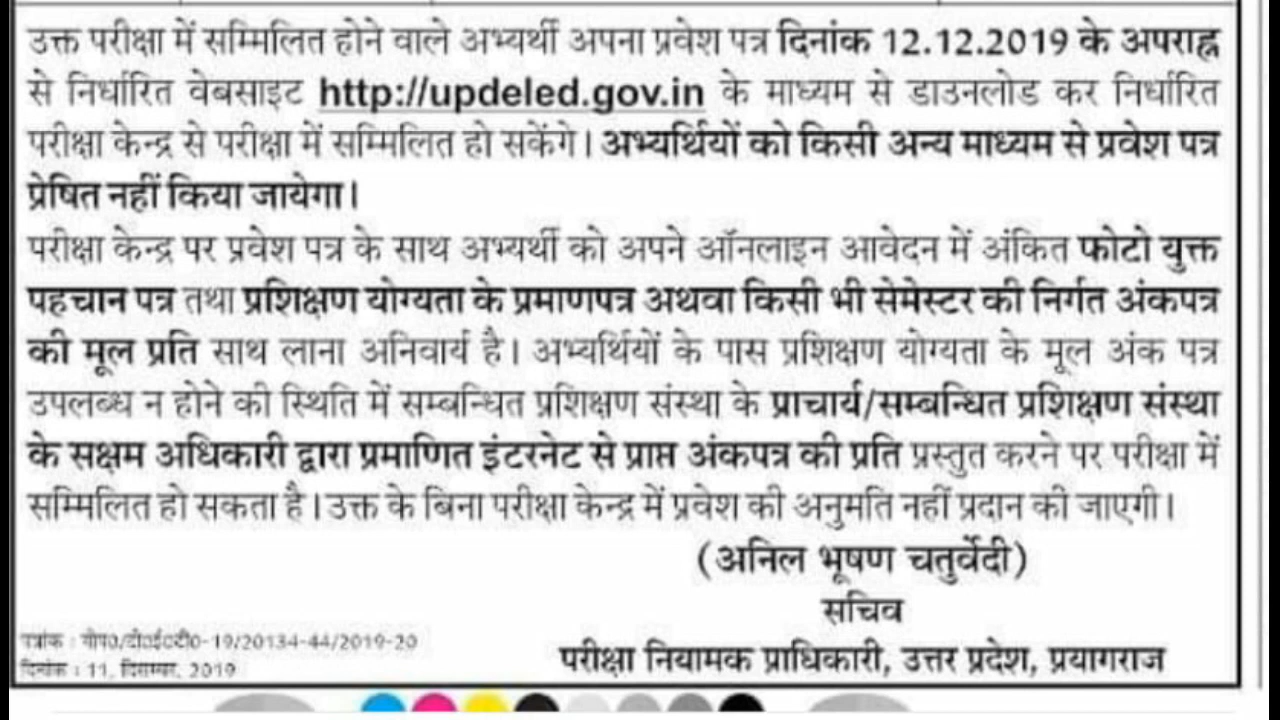 उक्त परीक्षा में सम्मिलित होने वाले अभ्यर्थी अपना प्रवेश पत्र दिनांक 12.12.2019 के अपराह्न
से निर्धारित वेबसाइट http://updeled.gov.in के माध्यम से डाउनलोड कर निर्धारित
परीक्षा केन्द्र से परीक्षा में सम्मिलित हो सकेंगे। अभ्यर्थियों को किसी अन्य माध्यम से प्रवेश पत्र
प्रेषित नहीं किया जायेगा।
परीक्षा केन्द्र पर प्रवेश पत्र के साथ अभ्यर्थी को अपने ऑनलाइन आवेदन में अंकित फोटो युक्त
पहचान पत्र तथा प्रशिक्षण योग्यता के प्रमाणपत्र अथवा किसी भी सेमेस्टर की निर्गत अंकपत्र
की मूल प्रति साथ लाना अनिवार्य है। अभ्यर्थियों के पास प्रशिक्षण योग्यता के मूल अंक पत्र
उपलब्ध न होने की स्थिति में सम्बन्धित प्रशिक्षण संस्था के प्राचार्य/सम्बन्धित प्रशिक्षण संस्था
के सक्षम अधिकारी द्वारा प्रमाणित इंटरनेट से प्राप्त अंकपत्र की प्रति प्रस्तुत करने पर परीक्षा में
सम्मिलित हो सकता है। उक्त के बिना परीक्षा केन्द्र में प्रवेश की अनुमति नहीं प्रदान की जाएगी।
(अनिल भूषण चतुर्वेदी)
सचिव
परीक्षा नियामक प्राधिकारी, उत्तर प्रदेश, प्रयागराज
पत्रांक : गोप0/टी0ई0टी0-19/20134-44/2019-20
दिनांक : 11, दिसम्बर, 2019